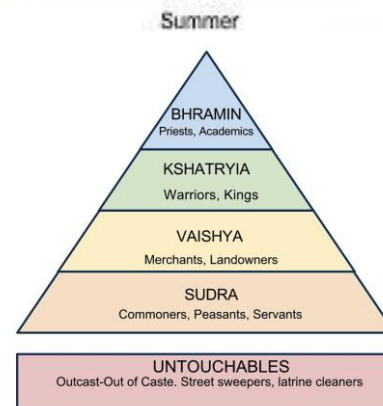 Summer
BHRAMIN
Priests, Academics
KSHATRYIA
Warriors, Kings
VAISHYA
Merchants, Landowners
SUDRA
Commoners, Peasants, Servants
UNTOUCHABLES
Outcast-Out of Caste. Street sweepers, latrine cleaners